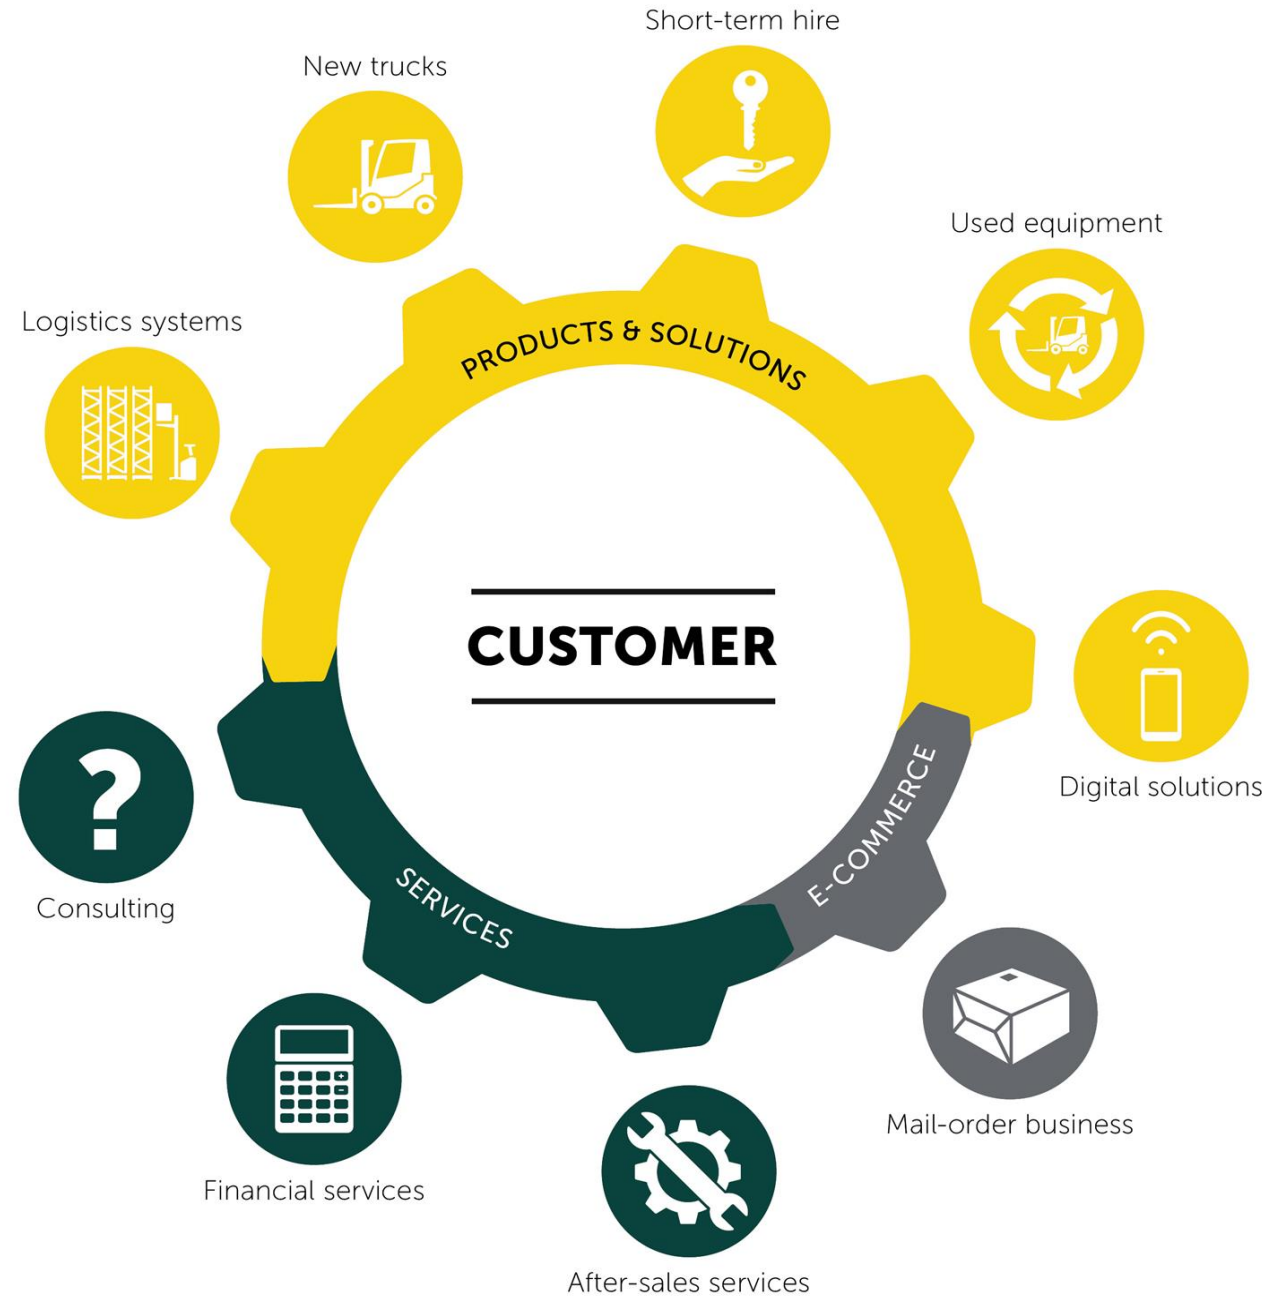 Short-term hire
New trucks
Used equipment
Logistics systems
PRODUCTS & SOLUTIONS
CUSTOMER
Digital solutions
E-COMMERCE
SERVICES
Consulting
Mail-order business
Financial services
After-sales services